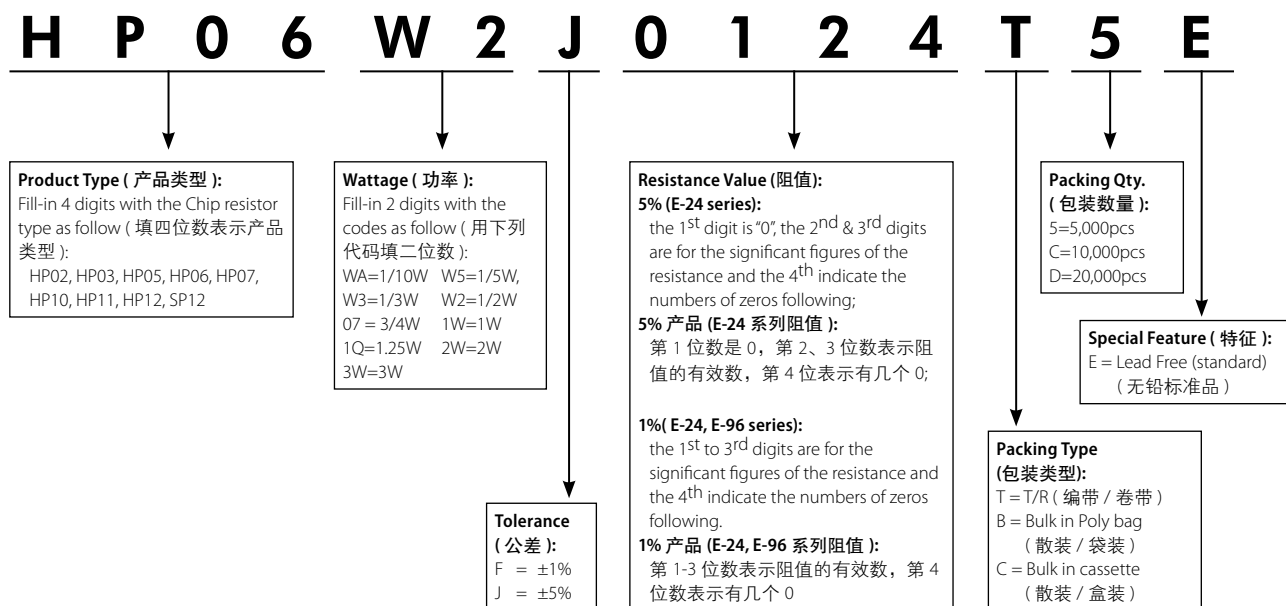 H P 0 6 W 2 J 0 1 2 4 T 5 E
Product Type ( 产品类型 ):
Fill-in 4 digits with the Chip resistor
type as follow ( 填四位数表示产品
类型 ):
HP02, HP03, HP05, HP06, HP07,
HP10, HP11, HP12, SP12
Wattage ( 功率 ):
Fill-in 2 digits with the
codes as follow ( 用下列
代码填二位数 ):
WA=1/10W W5=1/5W,
W3=1/3W W2=1/2W
07 = 3/4W 1W=1W
1Q=1.25W 2W=2W
3W=3W
Tolerance
( 公差 ):
F = ±1%
J = ±5%
Resistance Value (阻值):
5% (E-24 series):
the 1st digit is “0”, the 2nd & 3rd digits
are for the significant figures of the
resistance and the 4th indicate the
numbers of zeros following;
5% 产品 (E-24 系列阻值 ):
第 1 位数是 0，第 2、3 位数表示阻
值的有效数，第 4 位表示有几个 0;
1%( E-24, E-96 series):
the 1st to 3rd digits are for the
significant figures of the resistance and
the 4th indicate the numbers of zeros
following.
1% 产品 (E-24, E-96 系列阻值 ):
第 1-3 位数表示阻值的有效数，第 4
位数表示有几个 0
Packing Type
(包装类型):
T = T/R ( 编带 / 卷带 )
B = Bulk in Poly bag
( 散装 / 袋装 )
C = Bulk in cassette
( 散装 / 盒装 )
Packing Qty.
( 包装数量 ):
5=5,000pcs
C=10,000pcs
D=20,000pcs
Special Feature ( 特征 ):
E = Lead Free (standard)
( 无铅标准品 )